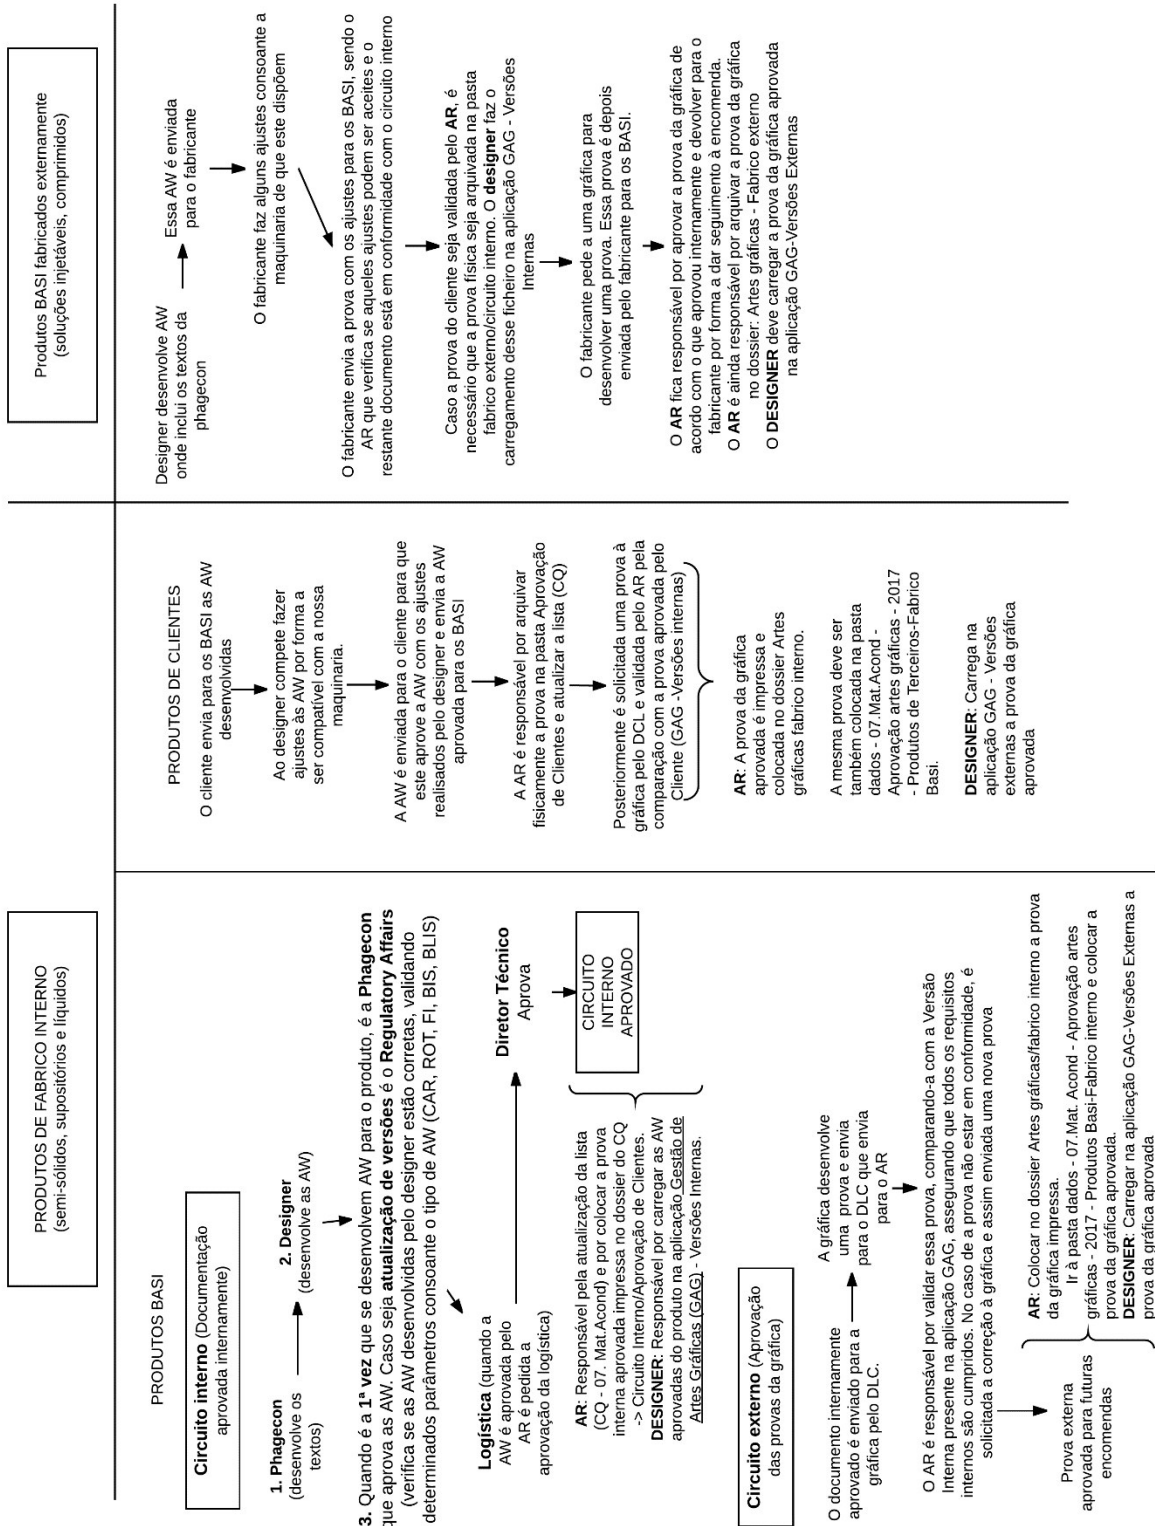 PRODUTOS DE FABRICO INTERNO
(semi-sólidos, supositórios e líquidos)
PRODUTOS BASI
Circuito interno (Documentação
aprovada internamente)
1. Phagecon
(desenvolve os
textos)
2. Designer
(desenvolve as AW)
3. Quando é a 1ª vez que se desenvolvem AW para o produto, é a Phagecon
que aprova as AW. Caso seja atualização de versões é o Regulatory Affairs
(verifica se as AW desenvolvidas pelo designer estão corretas, validando
determinados parâmetros consoante o tipo de AW (CAR, ROT, FI, BIS, BLIS)
Logística (quando a
AW é aprovada pelo
AR é pedida a
aprovação da logística)
Diretor Técnico
Aprova
CIRCUITO
INTERNO
APROVADO
AR: Responsável pela atualização da lista
(CQ - 07. Mat.Acond) e por colocar a prova
interna aprovada impressa no dossier do CQ
-> Circuito Interno/Aprovação de Clientes.
DESIGNER: Responsável por carregar as AW
aprovadas do produto na aplicação Gestão de
Artes Gráficas (GAG) - Versões Internas.
Circuito externo (Aprovação
das provas da gráfica)
O documento internamente
aprovado é enviado para a
gráfica pelo DLC.
A gráfica desenvolve
uma prova e envia
para o DLC que envia
para o AR
O AR é responsável por validar essa prova, comparando-a com a Versão
Interna presente na aplicação GAG, assegurando que todos os requisitos
internos são cumpridos. No caso de a prova não estar em conformidade, é
solicitada a correção à gráfica e assim enviada uma nova prova
Prova externa
aprovada para futuras
encomendas
AR: Colocar no dossier Artes gráficas/fabrico interno a prova
da gráfica impressa.
Ir à pasta dados - 07.Mat. Acond - Aprovação artes
gráficas - 2017 - Produtos Basi-Fabrico interno e colocar a
prova da gráfica aprovada.
DESIGNER: Carregar na aplicação GAG-Versões Externas a
prova da gráfica aprovada
PRODUTOS DE CLIENTES
O cliente envia para os BASI as AW
desenvolvidas
Ao designer compete fazer
ajustes às AW por forma a
ser compatível com a nossa
maquinaria.
A AW é enviada para o cliente para que
este aprove a AW com os ajustes
realisados pelo designer e envia a AW
aprovada para os BASI
A AR é responsável por arquivar
fisicamente a prova na pasta Aprovação
de Clientes e atualizar a lista (CQ)
Posteriormente é solicitada uma prova à
gráfica pelo DCL e validada pelo AR pela
comparação com a prova aprovada pelo
Cliente (GAG -Versões internas)
AR: A prova da gráfica
aprovada é impressa e
colocada no dossier Artes
gráficas fabrico interno.
A mesma prova deve ser
também colocada na pasta
dados - 07.Mat.Acond -
Aprovação artes gráficas - 2017
- Produtos de Terceiros-Fabrico
Basi.
DESIGNER: Carrega na
aplicação GAG - Versões
externas a prova da gráfica
aprovada
Produtos BASI fabricados externamente
(soluções injetáveis, comprimidos)
Designer desenvolve AW
onde inclui os textos da
phagecon
Essa AW é enviada
para o fabricante
O fabricante faz alguns ajustes consoante a
maquinaria de que este dispõem
O fabricante envia a prova com os ajustes para os BASI, sendo o
AR que verifica se aqueles ajustes podem ser aceites e o
restante documento está em conformidade com o circuito interno
Caso a prova do cliente seja validada pelo AR, é
necessário que a prova física seja arquivada na pasta
fabrico externo/circuito interno. O designer faz o
carregamento desse ficheiro na aplicação GAG - Versões
Internas
O fabricante pede a uma gráfica para
desenvolver uma prova. Essa prova é depois
enviada pelo fabricante para os BASI.
O AR fica responsável por aprovar a prova da gráfica de
acordo com o que aprovou internamente e devolver para o
fabricante por forma a dar seguimento à encomenda.
O AR é ainda responsável por arquivar a prova da gráfica
no dossier: Artes gráficas - Fabrico externo
O DESIGNER deve carregar a prova da gráfica aprovada
na aplicação GAG-Versões Externas